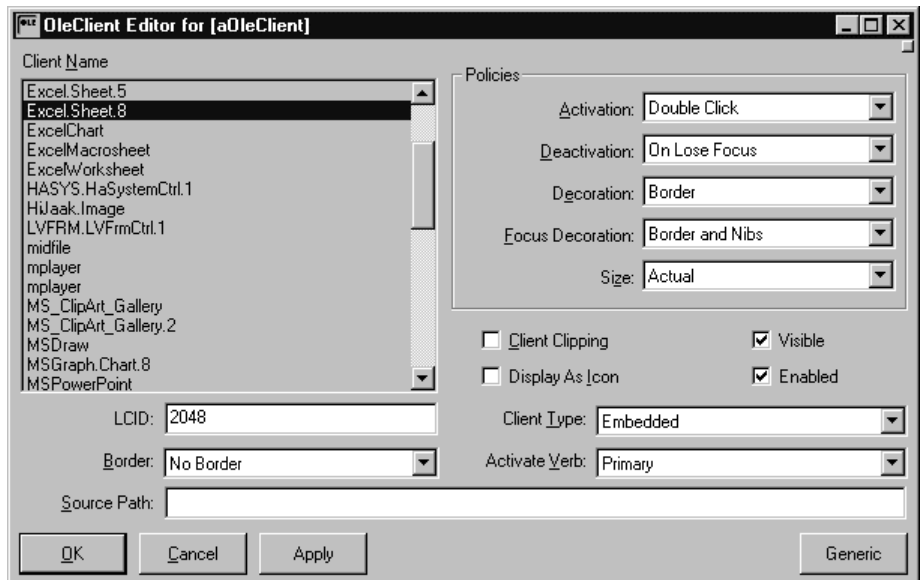 OLE OleClient Editor for [aOleClient]
Client Name
Excel.Sheet.5
Excel.Sheet.8
ExcelChart
ExcelMacrosheet
ExcelWorksheet
HASYS.HaSystemCtrl.1
HiJaak.Image
LVFRM.LVFrmCtrl.1
midfile
mplayer
mplayer
MS_ClipArt_Gallery
MS_ClipArt_Gallery.2
MSDraw
MSGraph.Chart.8
MSPowerPoint
Policies
Activation: Double Click
Deactivation: On Lose Focus
Decoration: Border
Focus Decoration: Border and Nibs
Size: Actual
Client Clipping Visible
Display As Icon Enabled
LCID: 2048 Client Type: Embedded
Border: No Border Activate Verb: Primary
Source Path:
OK Cancel Apply Generic